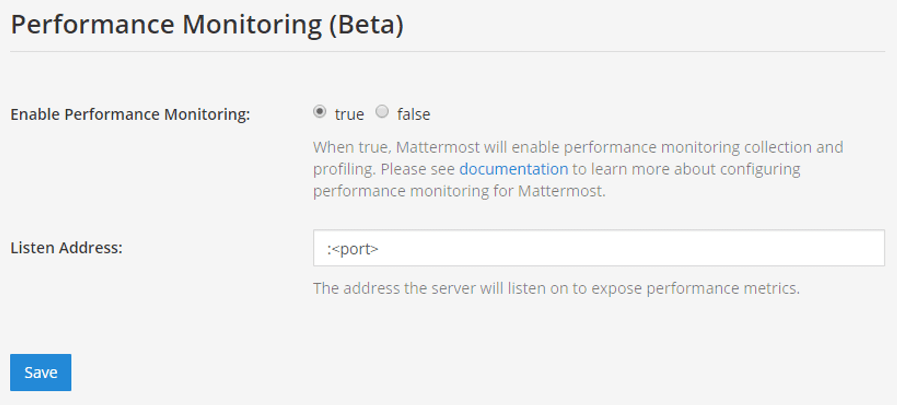 Performance Monitoring (Beta)
Enable Performance Monitoring:
true false
When true, Mattermost will enable performance monitoring collection and
profiling. Please see documentation to learn more about configuring
performance monitoring for Mattermost.
Listen Address:
:<port>
The address the server will listen on to expose performance metrics.
Save